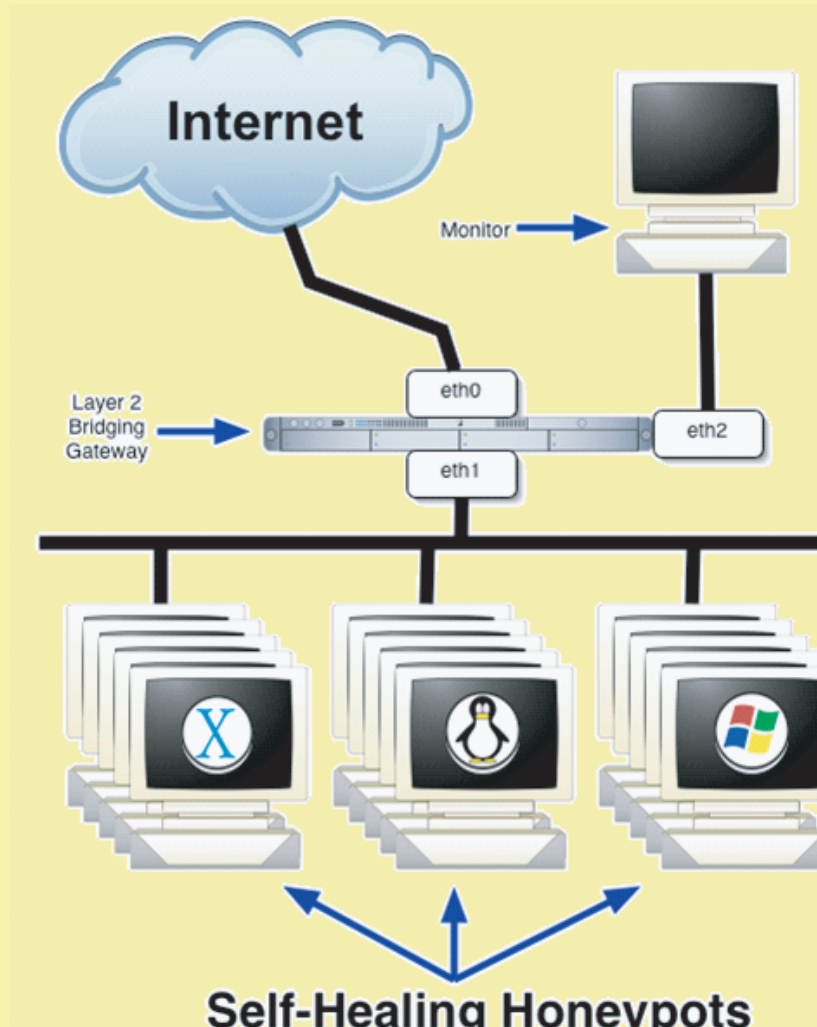 Internet
Monitor
eth0
Layer 2
Bridging
Gateway
eth2
eth1
X
Self-Healing Honeypots